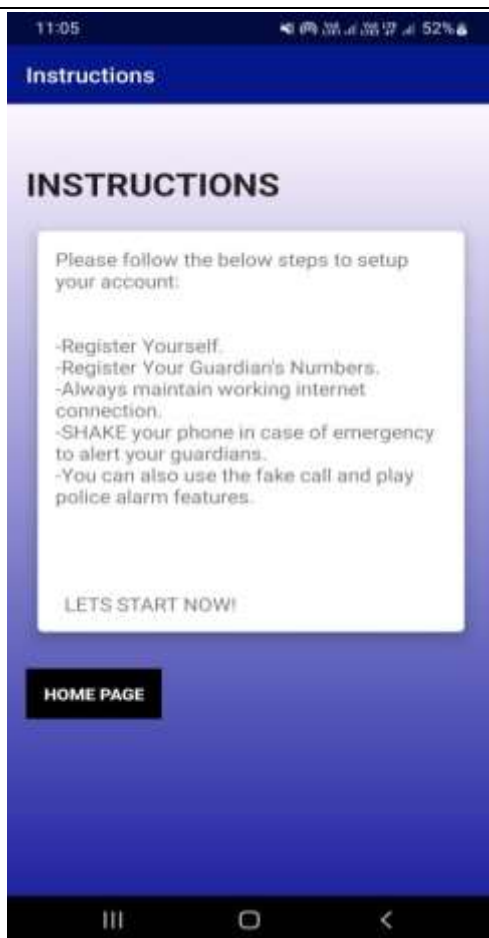 11:05
52%
Instructions
INSTRUCTIONS
Please follow the below steps to setup
your account:
-Register Yourself.
-Register Your Guardian's Numbers.
-Always maintain working internet
connection.
-SHAKE your phone in case of emergency
to alert your guardians.
-You can also use the fake call and play
police alarm features.
LETS START NOW!
HOME PAGE